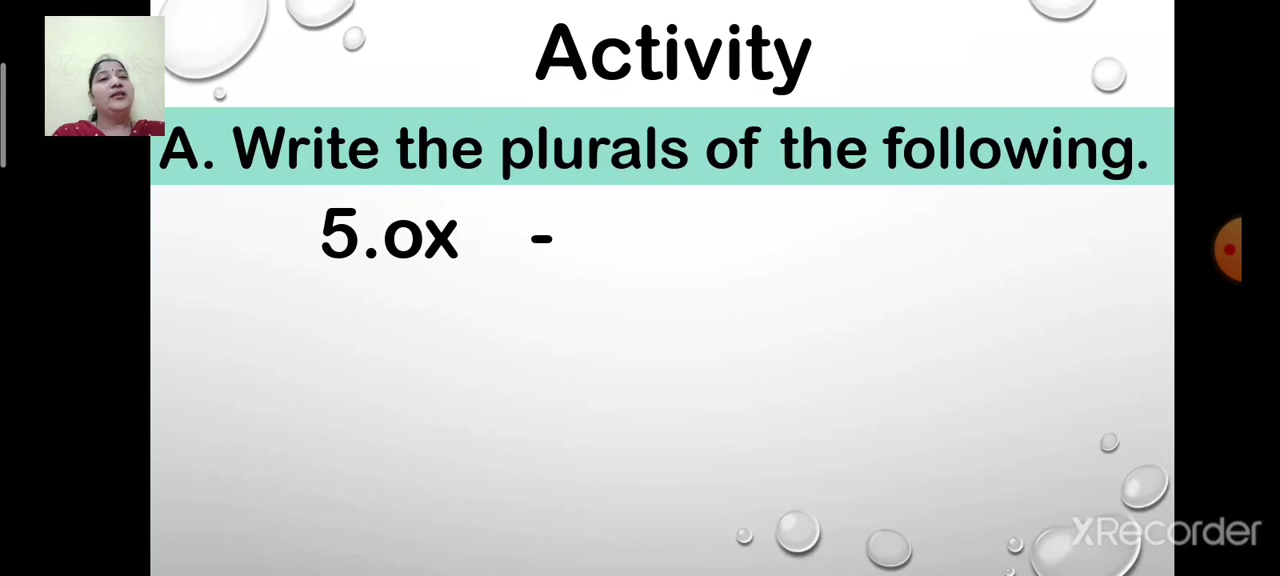 Activity
A. Write the plurals of the following.
5.ox -
XRecorder